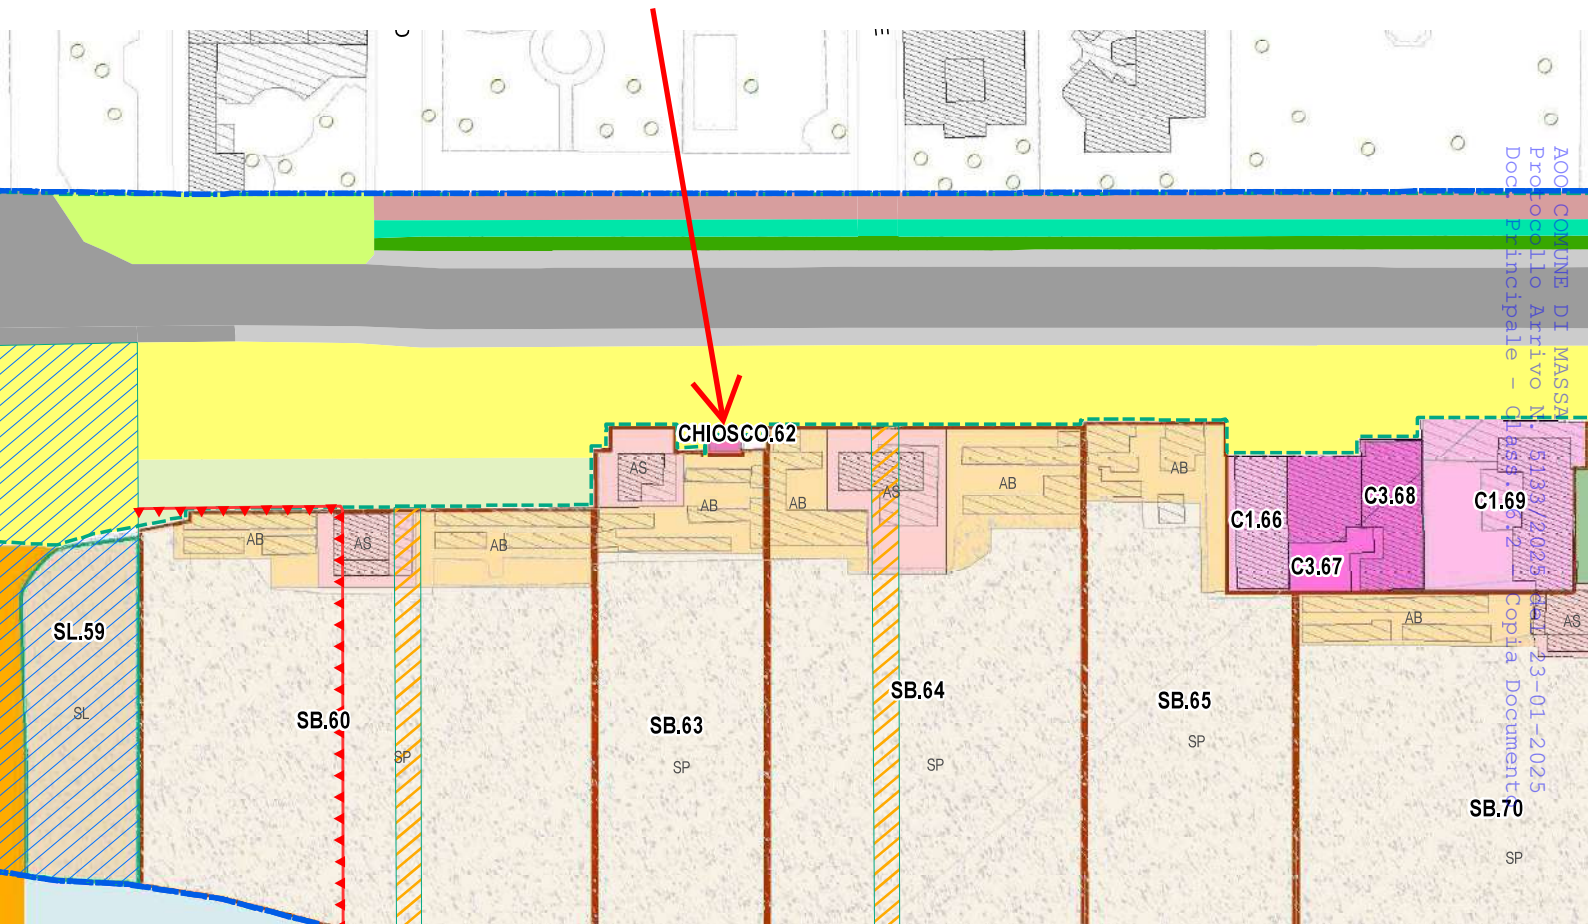 CHIOSCO.62
AS
AB
AB
AS
AB
AB
C3.68
C1.69
C1.66
C3.67
AB
AS
AB
AB
AS
SL.59
SL
SB.60
SP
SB.63
SP
SB.64
SP
SB.65
SP
SB.70
SP
AOO COMUNE DI MASSA
Protocollo Arrivo N. 5133/2025 del 23-01-2025
Doc. Principale - Class. 6.2 - Copia Documento